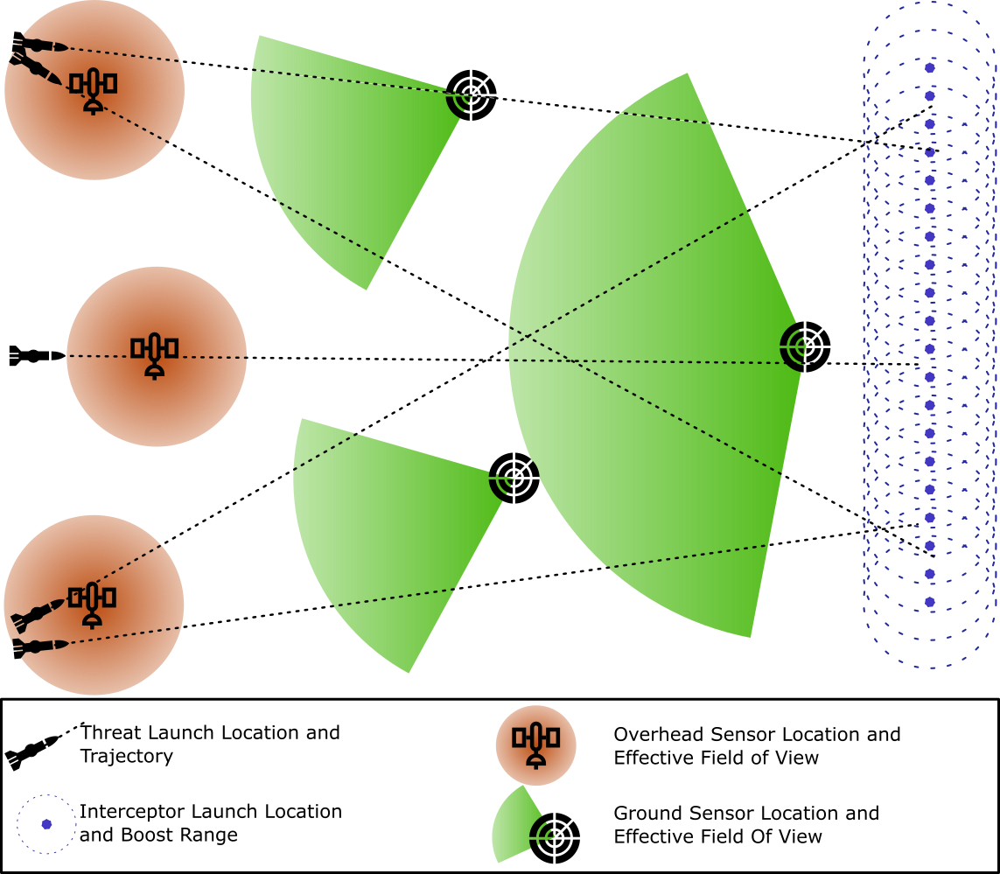 Threat Launch Location and
Trajectory
Overhead Sensor Location and
Effective Field of View
Interceptor Launch Location
and Boost Range
Ground Sensor Location and
Effective Field Of View